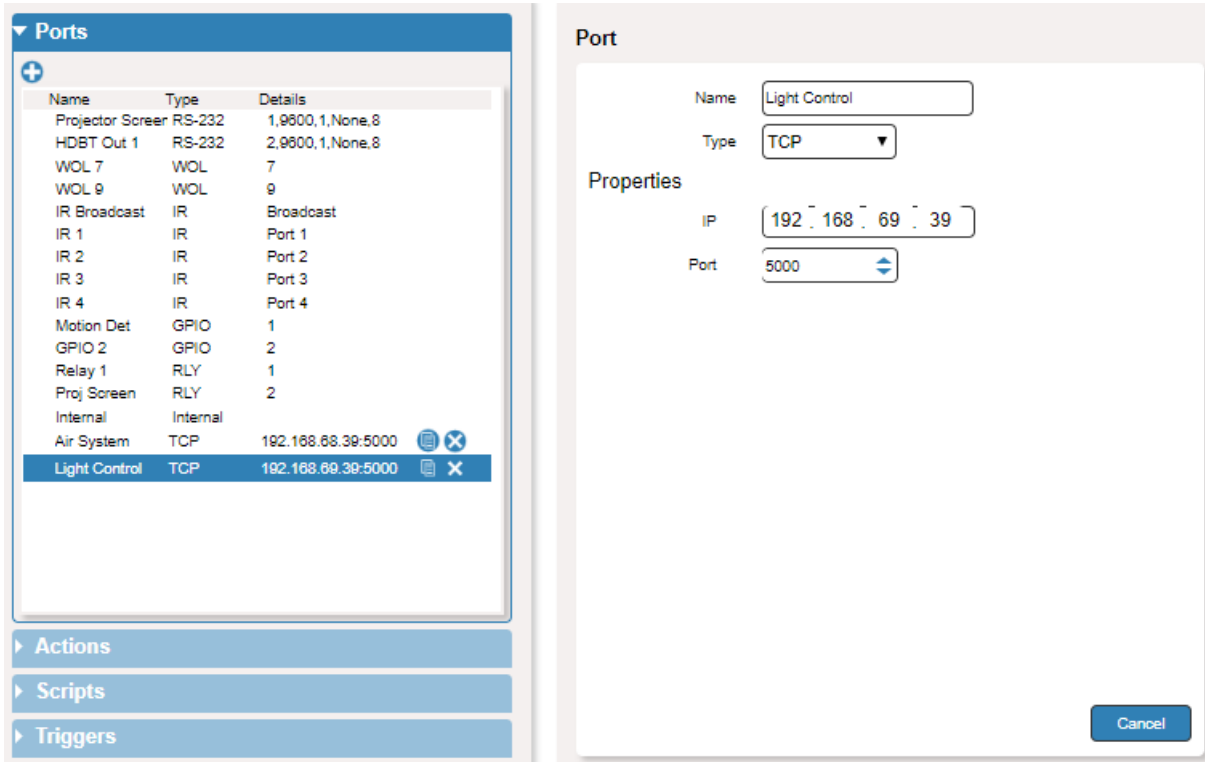 Ports
Name Type Details
Projector Screer RS-232 1,9600,1,None,8
HDBT Out 1 RS-232 2,9600,1,None,8
WOL 7 WOL 7
WOL 9 WOL 9
IR Broadcast IR Broadcast
IR 1 IR Port 1
IR 2 IR Port 2
IR 3 IR Port 3
IR 4 IR Port 4
Motion Det GPIO 1
GPIO 2 GPIO 2
Relay 1 RLY 1
Proj Screen RLY 2
Internal Internal
Air System TCP 192.168.68.39:5000
Light Control TCP 192.168.69.39:5000
Actions
Scripts
Triggers
Port
Name Light Control
Type TCP
Properties
IP 192 . 168 . 69 . 39
Port 5000
Cancel